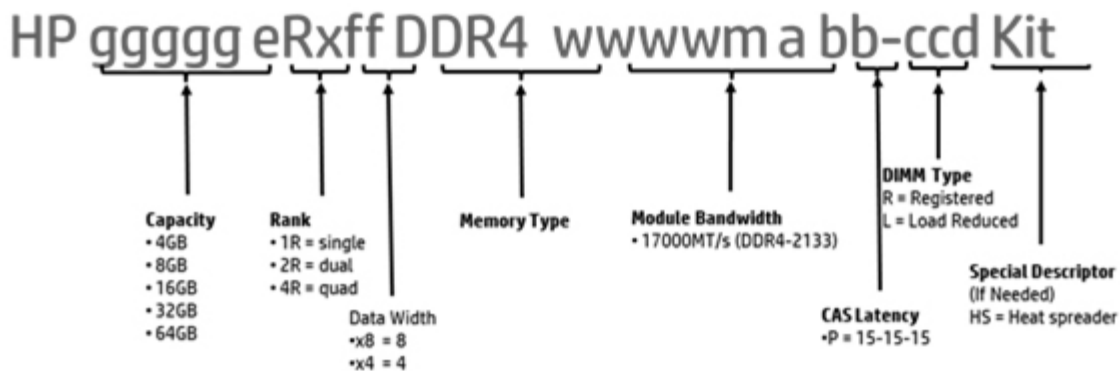 HP ggggg eRxff DDR4 wwwwm a bb-ccd Kit
Capacity
• 4GB
• 8GB
• 16GB
• 32GB
• 64GB
Rank
• 1R = single
• 2R = dual
• 4R = quad
Data Width
•x8 = 8
•x4 = 4
Memory Type
Module Bandwidth
• 17000MT/s (DDR4-2133)
CAS Latency
•P = 15-15-15
DIMM Type
R = Registered
L = Load Reduced
Special Descriptor
(If Needed)
HS = Heat spreader